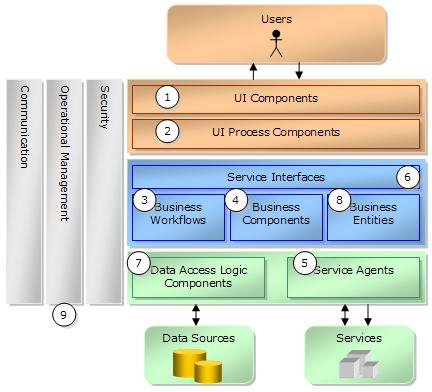 Users
1
UI Components
2
UI Process Components
Communication
Operational Management
Security
Service Interfaces
6
3
Business
Workflows
4
Business
Components
8
Business
Entities
7
Data Access Logic
Components
5
Service Agents
9
Data Sources
Services